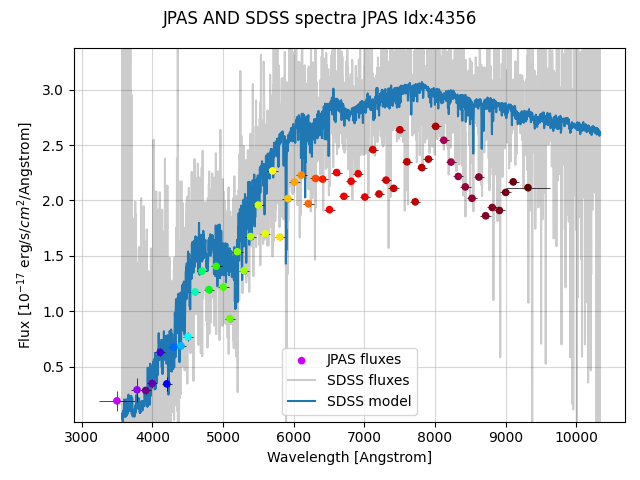 JPAS AND SDSS spectra JPAS Idx:4356
3.0
2.5
2.0
1.5
1.0
0.5
Flux [10⁻¹⁷ erg/s/cm²/Angstrom]
JPAS fluxes
SDSS fluxes
SDSS model
3000 4000 5000 6000 7000 8000 9000 10000
Wavelength [Angstrom]